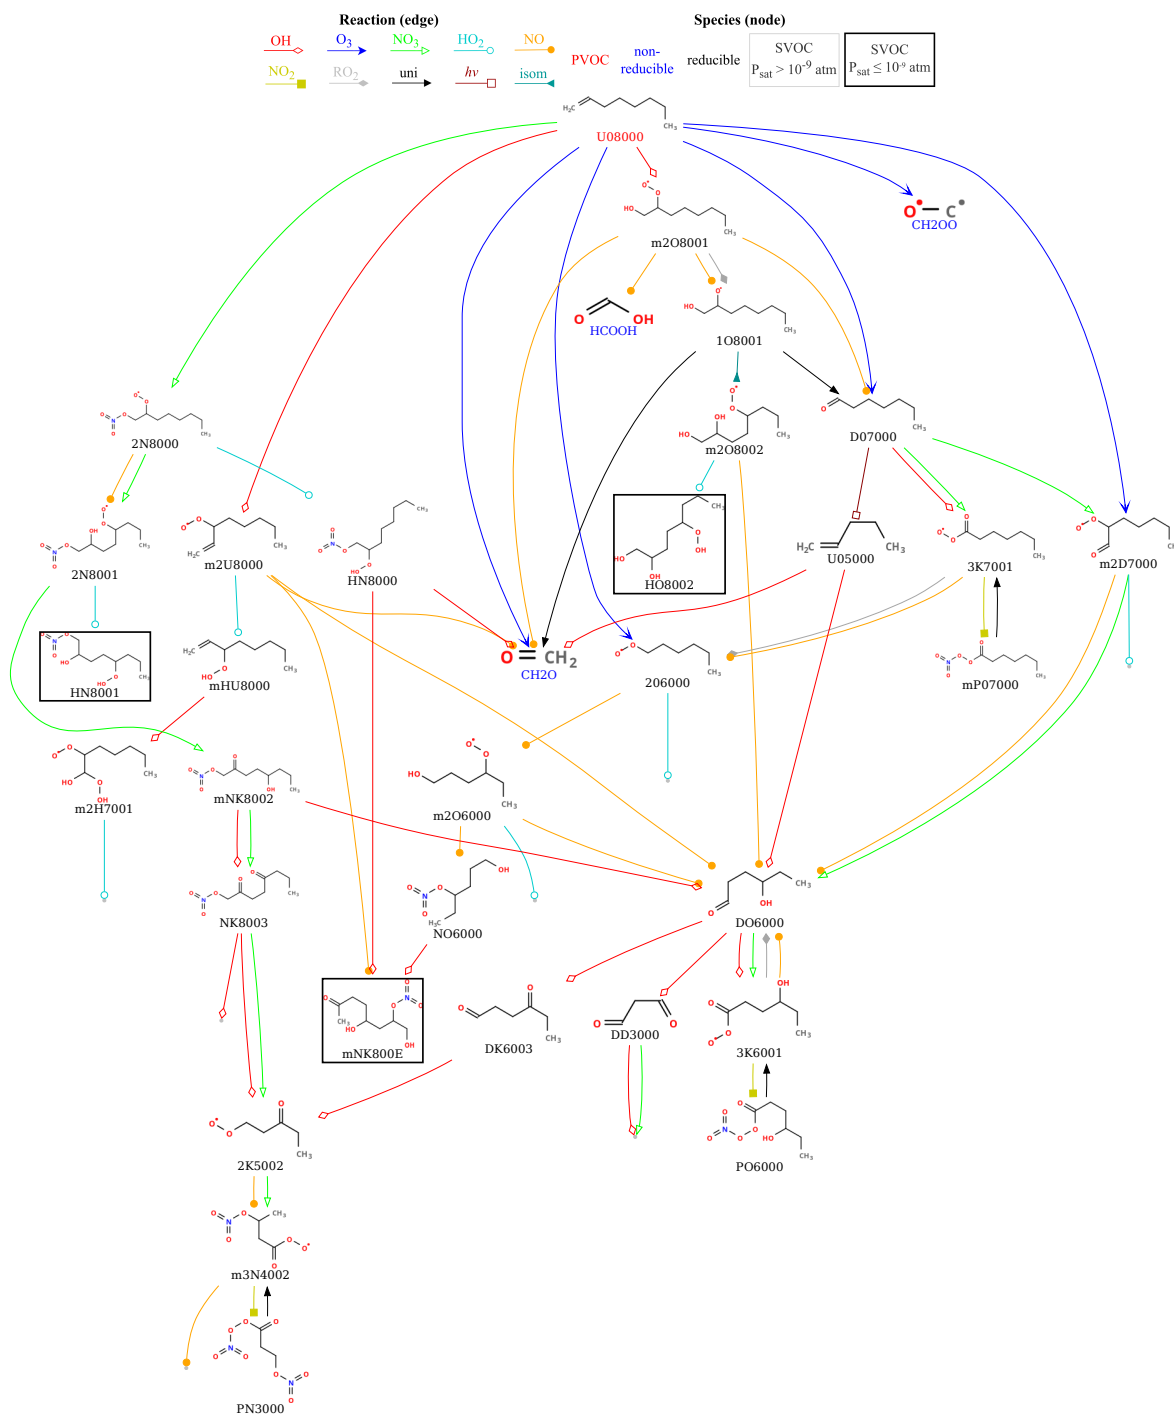 Reaction (edge)
Species (node)
OH
O3
NO3
HO2
NO
NO2
RO2
uni
hv
isom
PVOC
non-
reducible
reducible
SVOC
Psat > 10-9 atm
SVOC
Psat ≤ 10-9 atm
U08000
CH2OO
m2O8001
HCOOH
1O8001
2N8000
m2O8002
D07000
2N8001
m2U8000
HN8000
HO8002
U05000
3K7001
m2D7000
HN8001
mHU8000
CH2O
206000
mP07000
m2H7001
mNK8002
m2O6000
NK8003
NO6000
DO6000
mNK800E
DK6003
DD3000
3K6001
2K5002
PO6000
m3N4002
PN3000